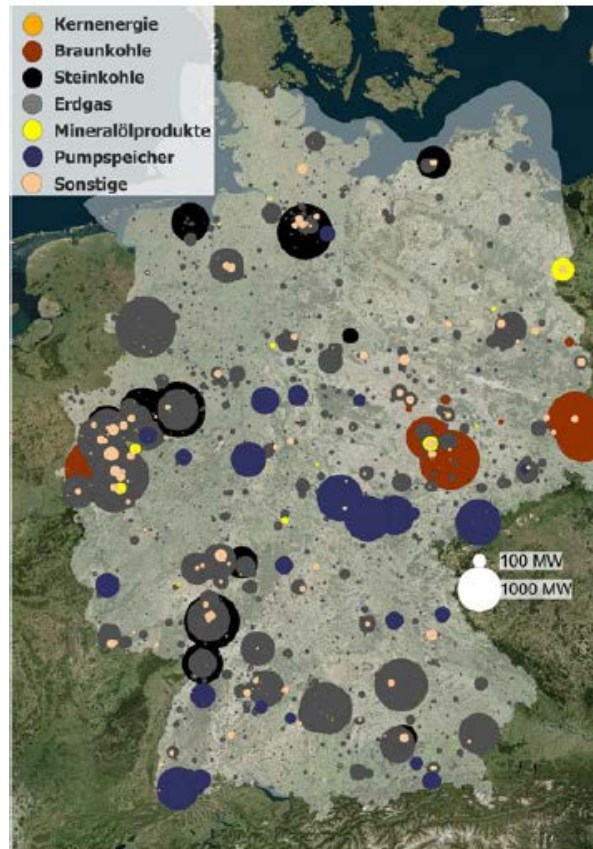 Kernenergie
Braunkohle
Steinkohle
Erdgas
Mineralölprodukte
Pumpspeicher
Sonstige
100 MW
1000 MW